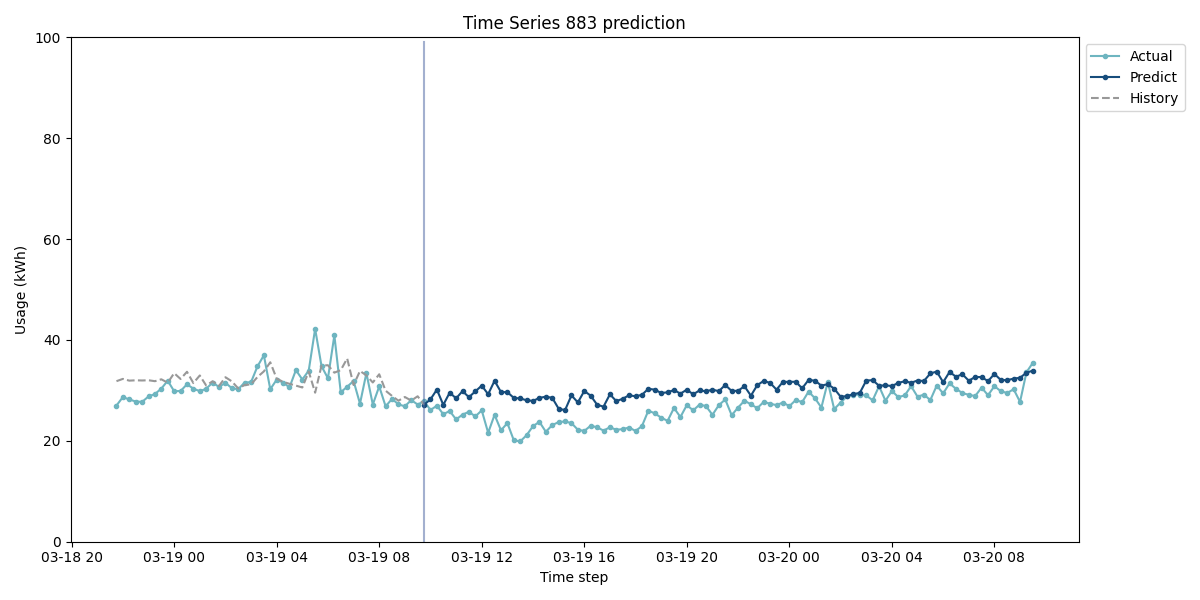 Time Series 883 prediction
100
80
60
40
20
0
Usage (kWh)
03-18 20
03-19 00
03-19 04
03-19 08
03-19 12
03-19 16
03-19 20
03-20 00
03-20 04
03-20 08
Time step
Actual
Predict
History